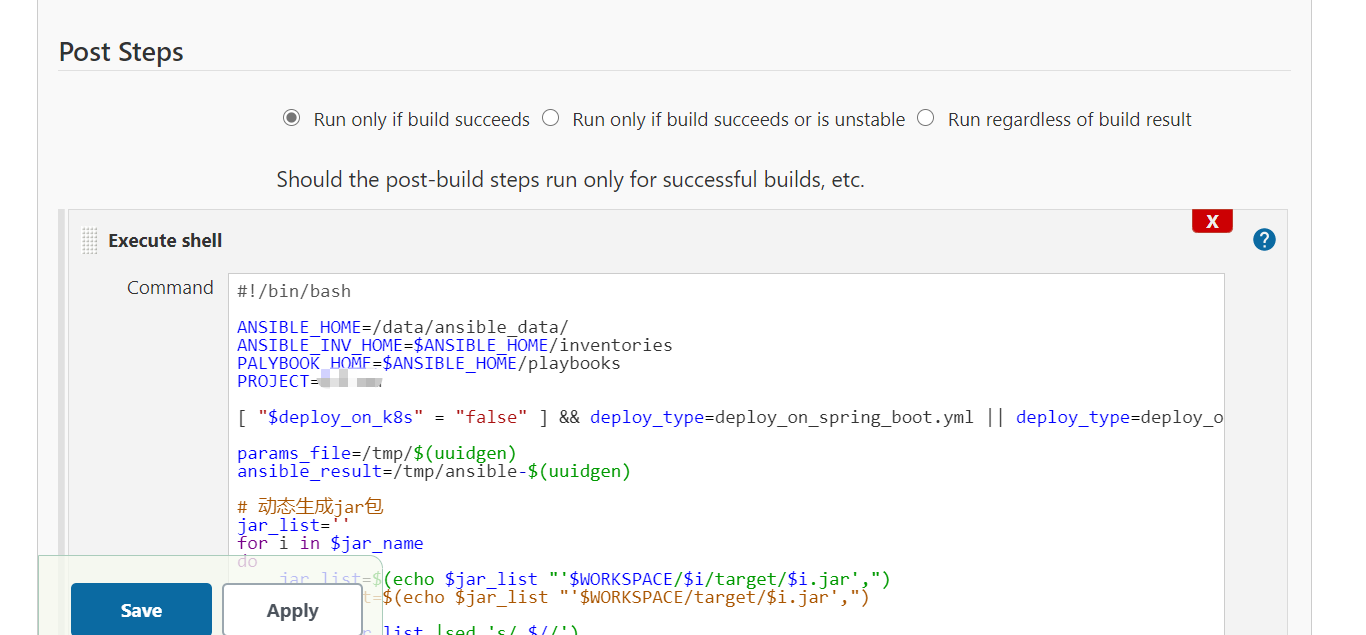 Post Steps
Run only if build succeeds Run only if build succeeds or is unstable Run regardless of build result
Should the post-build steps run only for successful builds, etc.
X
Execute shell
?
Command
#!/bin/bash
ANSIBLE_HOME=/data/ansible_data/
ANSIBLE_INV_HOME=$ANSIBLE_HOME/inventories
PALYBOOK_HOME=$ANSIBLE_HOME/playbooks
PROJECT=
[ "$deploy_on_k8s" = "false" ] && deploy_type=deploy_on_spring_boot.yml || deploy_type=deploy_o
params_file=/tmp/$(uuidgen)
ansible_result=/tmp/ansible-$(uuidgen)
# 动态生成jar包
jar_list=''
for i in $jar_name
do
jar_list=$(echo $jar_list "'$WORKSPACE/$i/target/$i.jar',")
t=$(echo $jar_list "'$WORKSPACE/target/$i.jar',")
list |sed 's/,$//')
Save
Apply